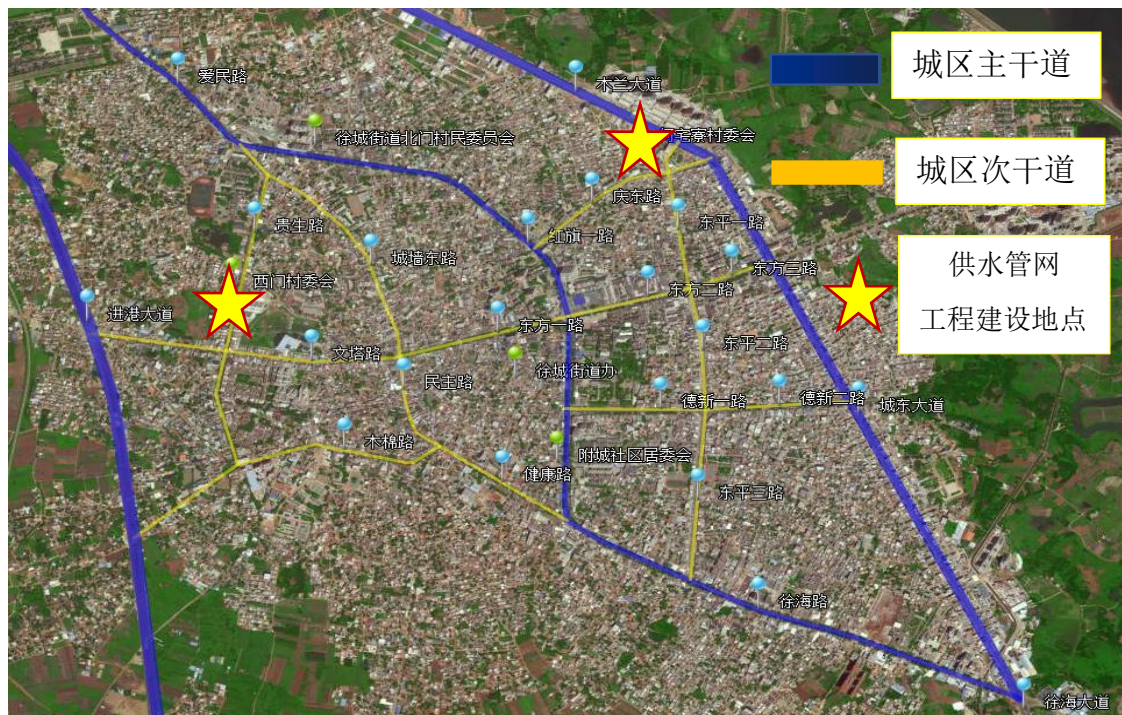 爱民路
木兰大道
城区主干道
徐城街道北门村民委员会
宅寮村委会
城区次干道
贵生路
庆东路
东平一路
城墙东路
红旗一路
西门村委会
东方三路
供水管网
工程建设地点
进港大道
东方二路
东方一路
文塔路
东平二路
民主路
徐城街道办
德新一路
德新二路
城东大道
木棉路
健康路
附城社区居委会
东平三路
徐海路
徐海大道